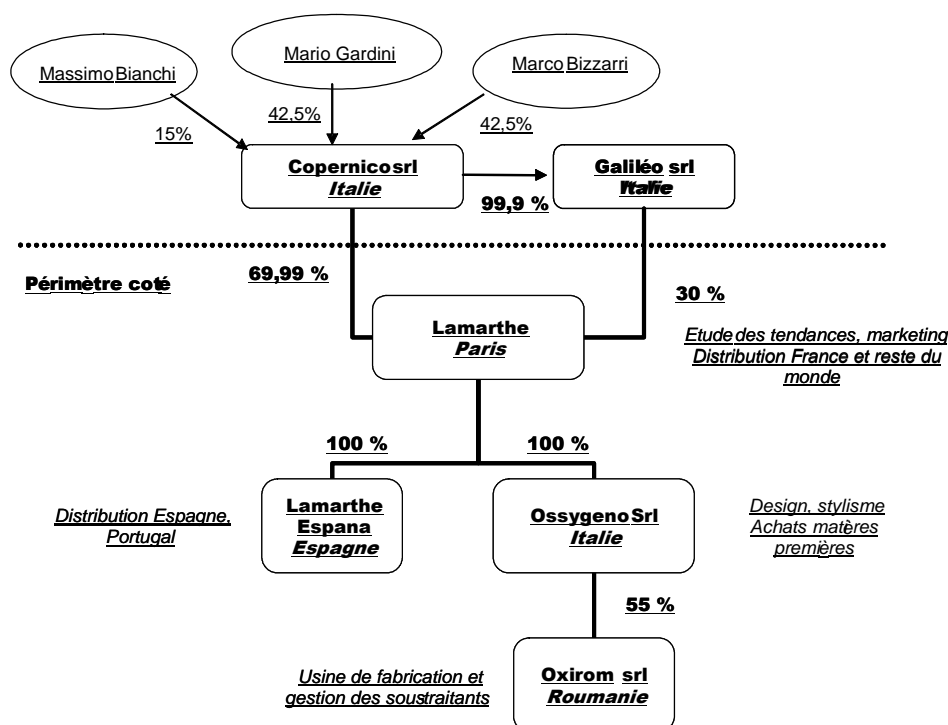 Mario Gardini
Massimo Bianchi
Marco Bizzarri
42,5%
15%
42,5%
Copernico srl
Italie
Galiléo srl
Italie
99,9 %
Périmètre coté
69,99 %
30 %
Lamarthe
Paris
Etude des tendances, marketing
Distribution France et reste du
monde
100 %
100 %
Distribution Espagne,
Portugal
Lamarthe
Espana
Espagne
Ossygeno Srl
Italie
Design, stylisme
Achats matères
premières
55 %
Usine de fabrication et
gestion des soustraitants
Oxirom srl
Roumanie